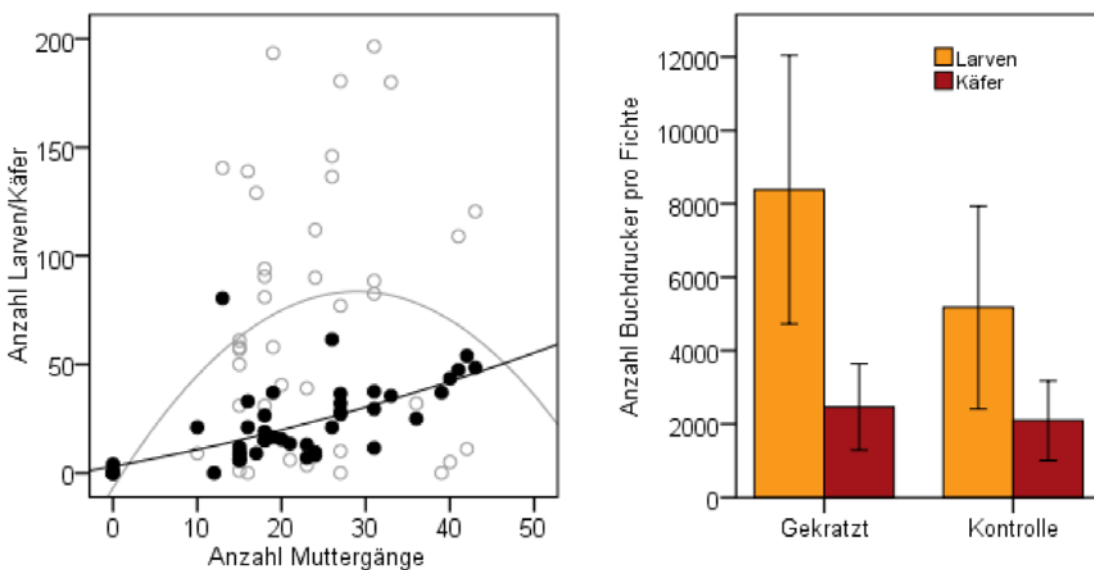 Anzahl Larven/Käfer
200
150
100
50
0
0 10 20 30 40 50
Anzahl Muttergänge
Anzahl Buchdrucker pro Fichte
12000
10000
8000
6000
4000
2000
0
Larven
Käfer
Gekratzt Kontrolle